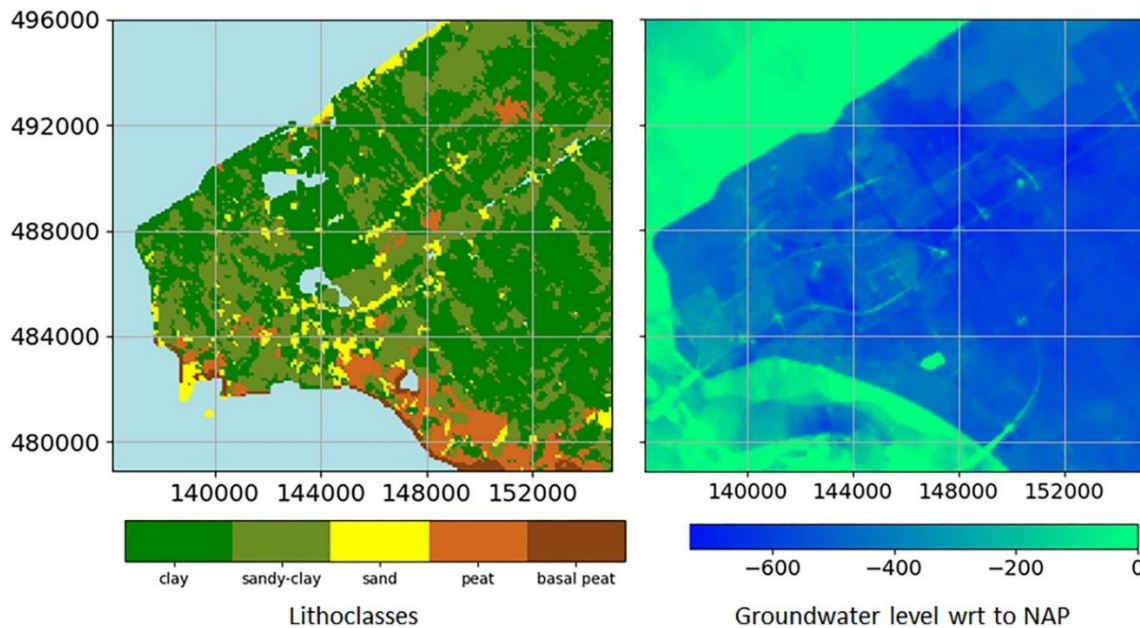 496000
492000
488000
484000
480000
140000 144000 148000 152000
140000 144000 148000 152000
clay sandy-clay sand peat basal peat
−600 −400 −200 0
Lithoclasses
Groundwater level wrt to NAP